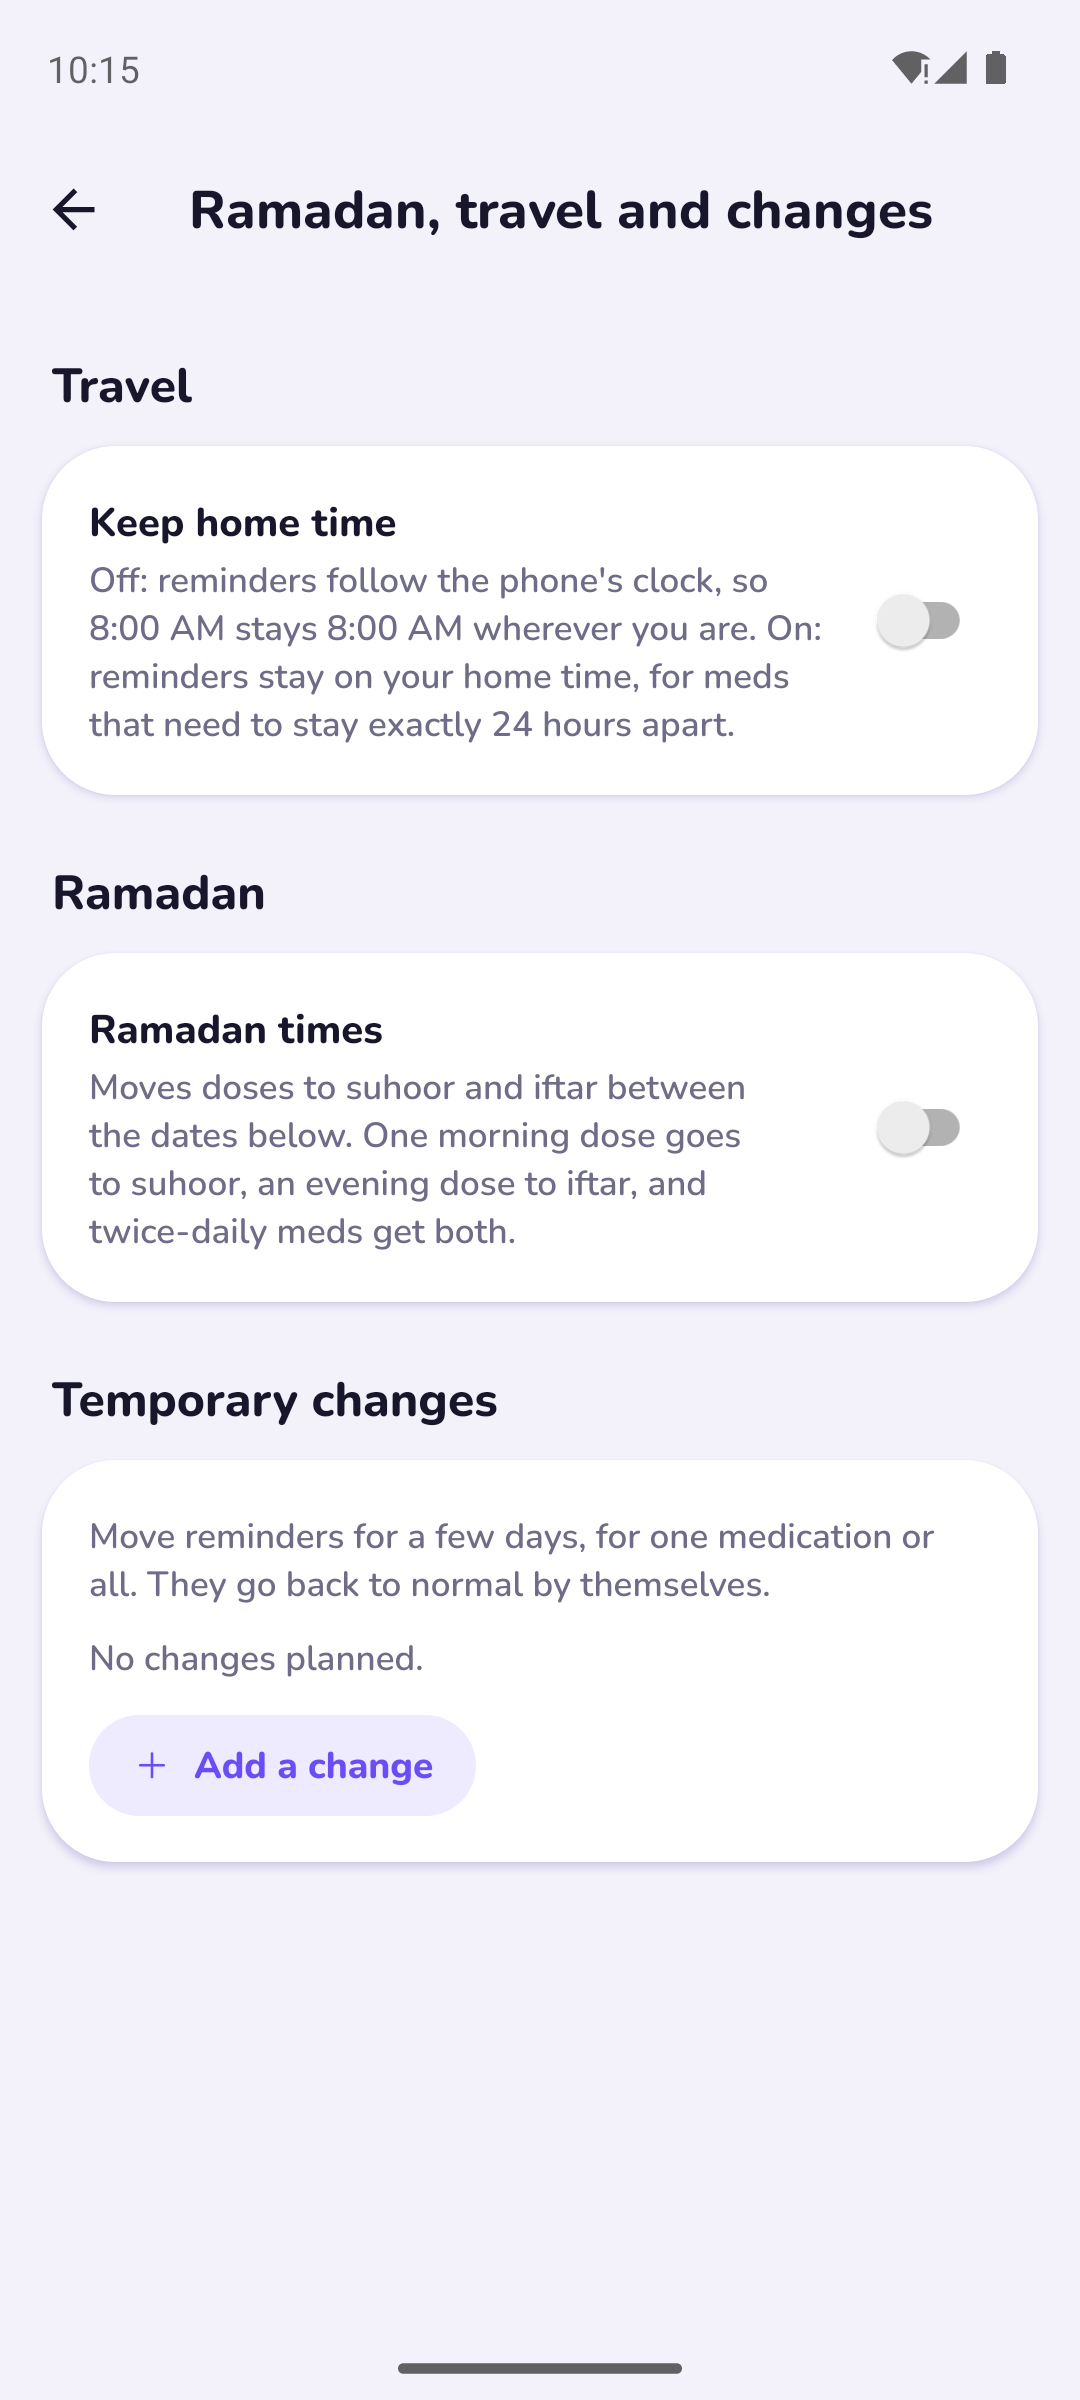 10:15
Ramadan, travel and changes
Travel
Keep home time
Off: reminders follow the phone's clock, so
8:00 AM stays 8:00 AM wherever you are. On:
reminders stay on your home time, for meds
that need to stay exactly 24 hours apart.
Ramadan
Ramadan times
Moves doses to suhoor and iftar between
the dates below. One morning dose goes
to suhoor, an evening dose to iftar, and
twice-daily meds get both.
Temporary changes
Move reminders for a few days, for one medication or
all. They go back to normal by themselves.
No changes planned.
+ Add a change